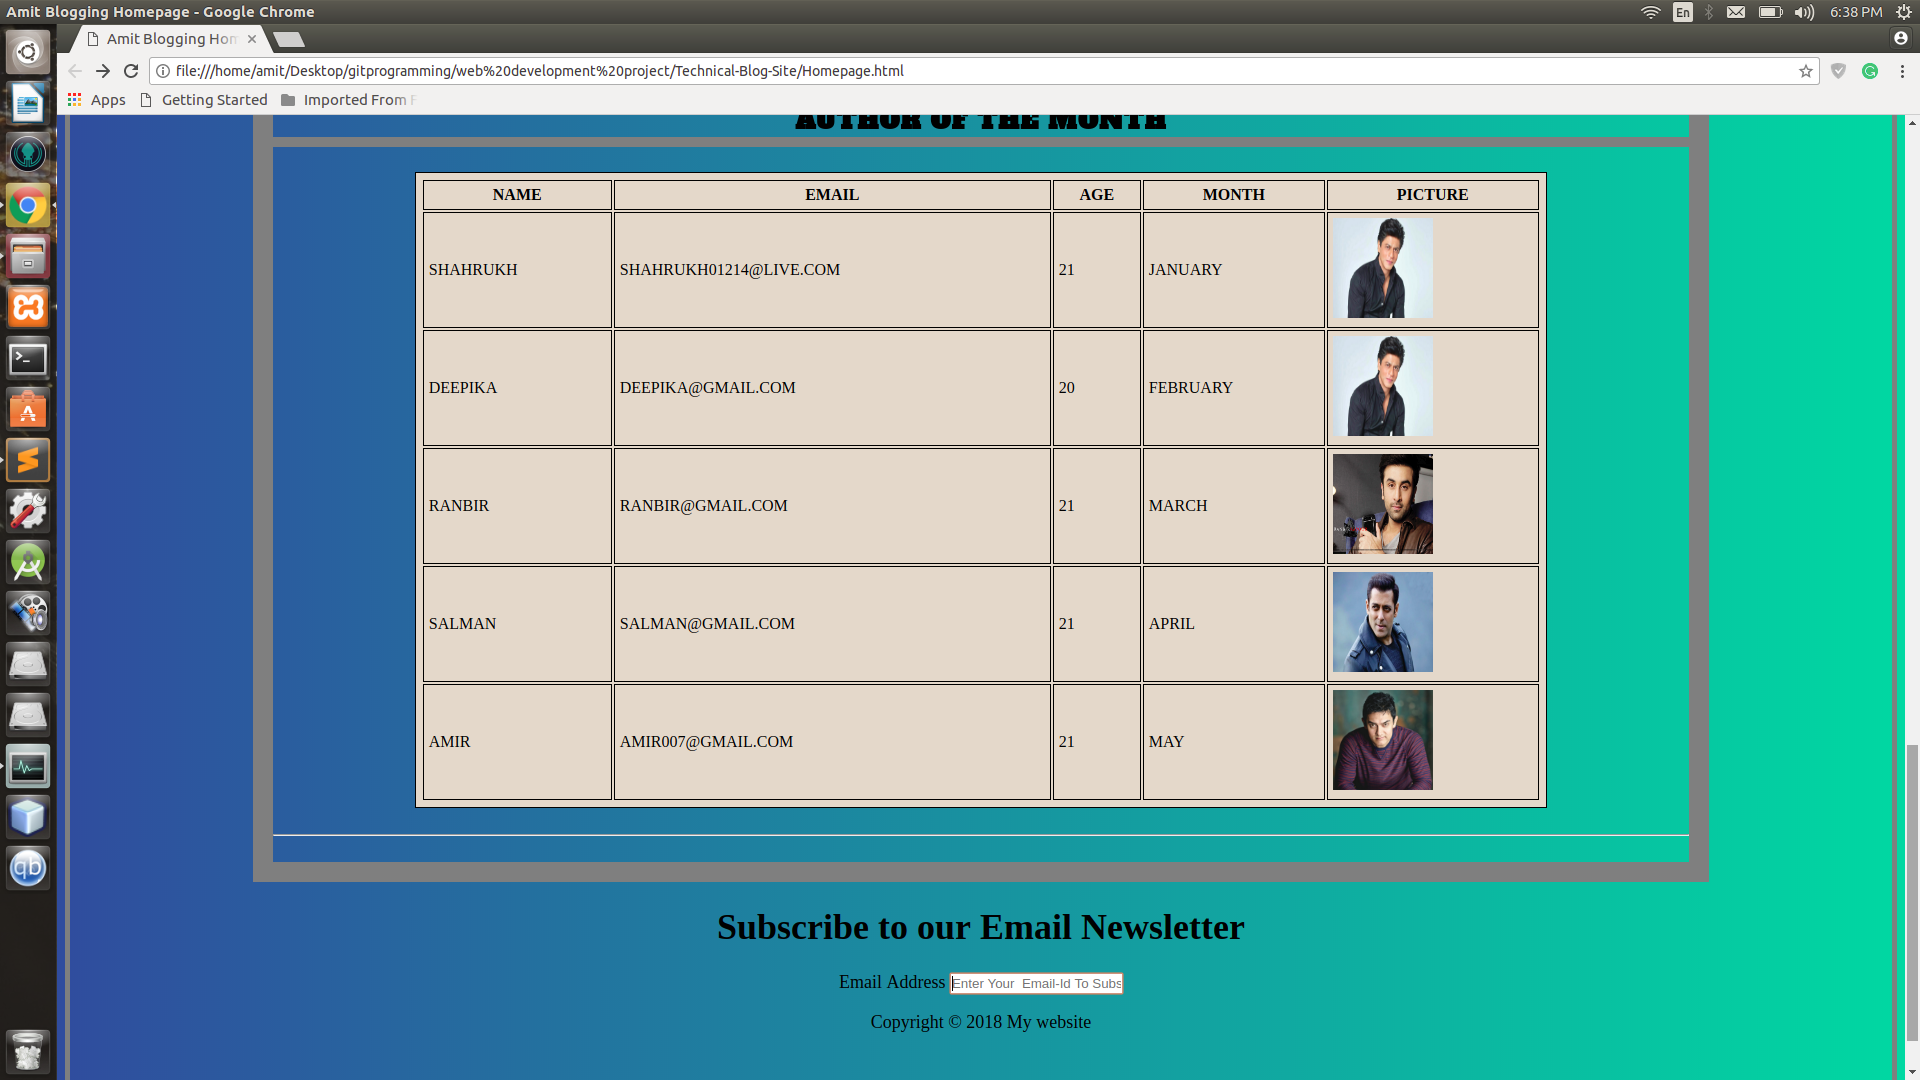 Amit Blogging Homepage - Google Chrome
En
6:38 PM
Amit Blogging Hom
file:///home/amit/Desktop/gitprogramming/web%20development%20project/Technical-Blog-Site/Homepage.html
Apps Getting Started Imported From F
AUTHOR OF THE MONTH
NAME EMAIL AGE MONTH PICTURE
SHAHRUKH SHAHRUKH01214@LIVE.COM 21 JANUARY
DEEPIKA DEEPIKA@GMAIL.COM 20 FEBRUARY
RANBIR RANBIR@GMAIL.COM 21 MARCH
SALMAN SALMAN@GMAIL.COM 21 APRIL
AMIR AMIR007@GMAIL.COM 21 MAY
Subscribe to our Email Newsletter
Email Address Enter Your Email-Id To Subs
Copyright © 2018 My website
qb